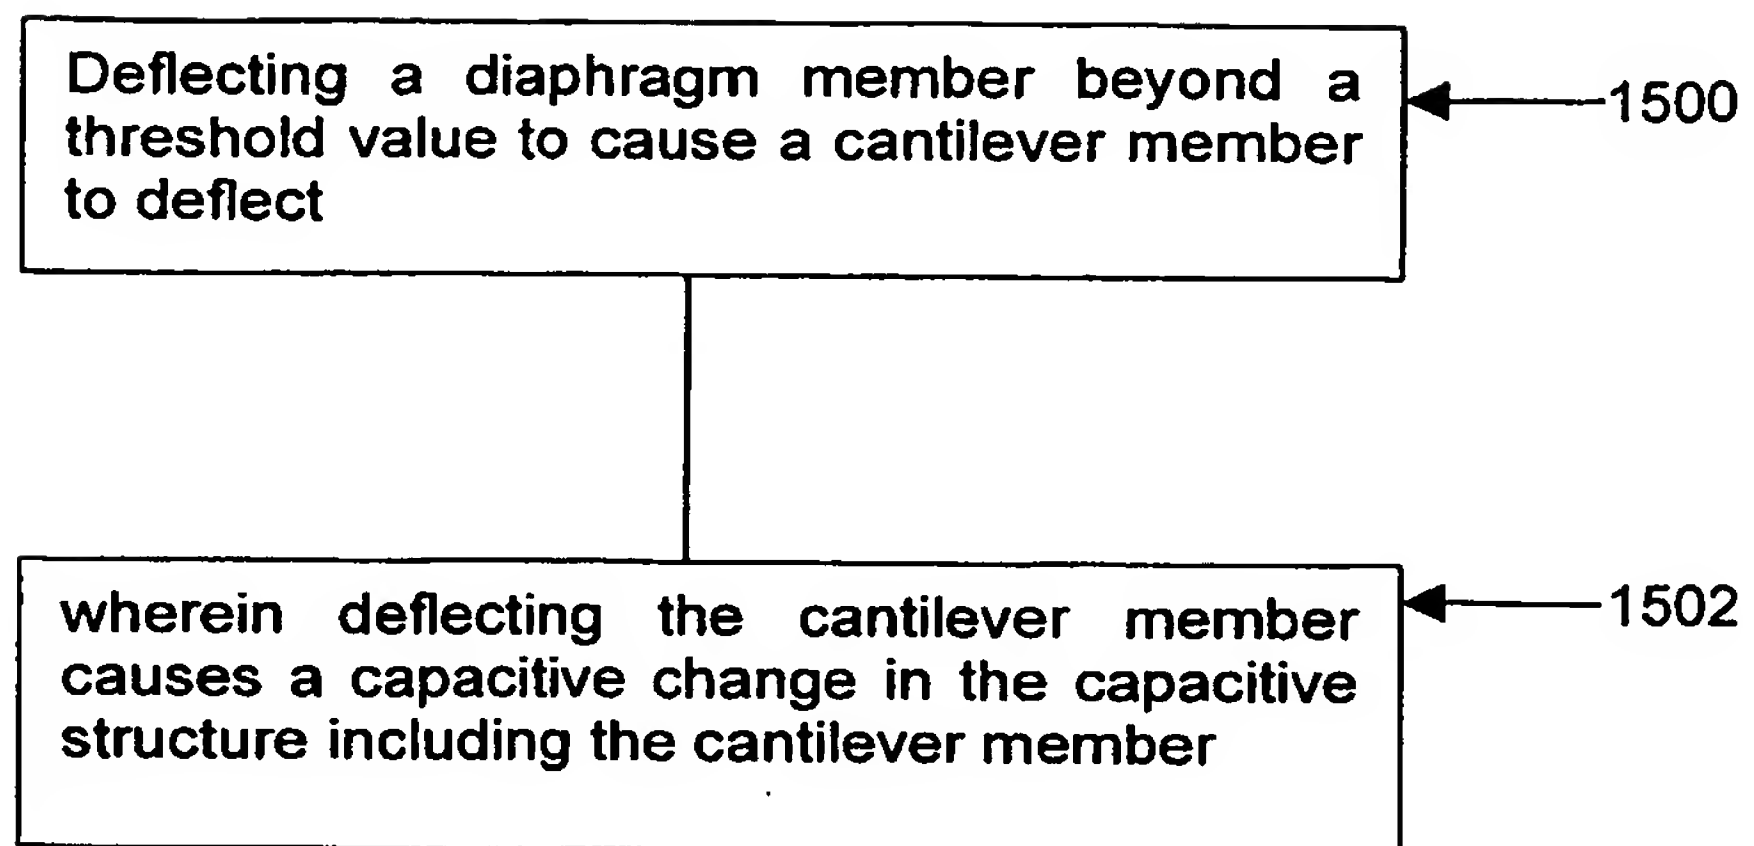 Deflecting a diaphragm member beyond a
threshold value to cause a cantilever member
to deflect
1500
wherein deflecting the cantilever member
causes a capacitive change in the capacitive
structure including the cantilever member
1502